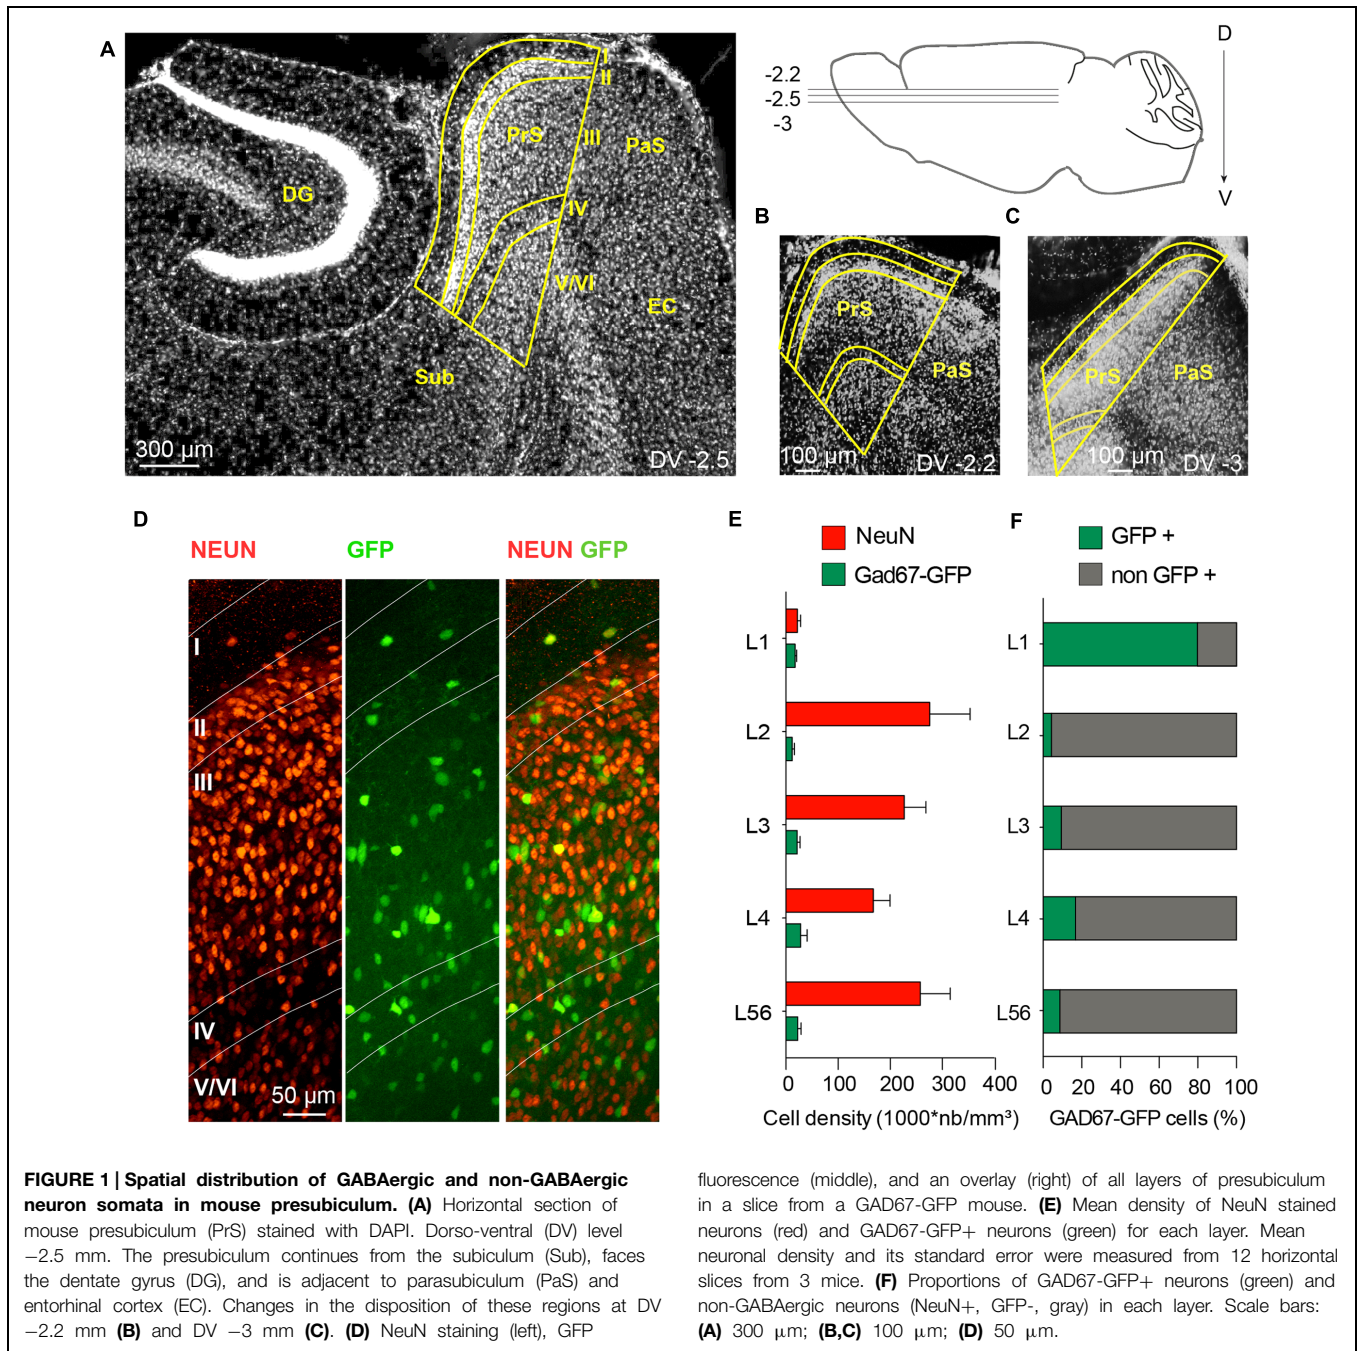 A
I
II
PrS
III
PaS
DG
IV
V/VI
EC
Sub
300 µm
DV -2.5
D
-2.2
-2.5
-3
V
B
PrS
PaS
100 µm
DV -2.2
C
PrS
PaS
100 µm
DV -3
D
NEUN
GFP
NEUN GFP
I
II
III
IV
V/VI
50 µm
E
NeuN
Gad67-GFP
L1
L2
L3
L4
L56
0 100 200 300 400
Cell density (1000*nb/mm³)
F
GFP +
non GFP +
L1
L2
L3
L4
L56
0 20 40 60 80 100
GAD67-GFP cells (%)
FIGURE 1 | Spatial distribution of GABAergic and non-GABAergic
neuron somata in mouse presubiculum. (A) Horizontal section of
mouse presubiculum (PrS) stained with DAPI. Dorso-ventral (DV) level
−2.5 mm. The presubiculum continues from the subiculum (Sub), faces
the dentate gyrus (DG), and is adjacent to parasubiculum (PaS) and
entorhinal cortex (EC). Changes in the disposition of these regions at DV
−2.2 mm (B) and DV −3 mm (C). (D) NeuN staining (left), GFP
fluorescence (middle), and an overlay (right) of all layers of presubiculum
in a slice from a GAD67-GFP mouse. (E) Mean density of NeuN stained
neurons (red) and GAD67-GFP+ neurons (green) for each layer. Mean
neuronal density and its standard error were measured from 12 horizontal
slices from 3 mice. (F) Proportions of GAD67-GFP+ neurons (green) and
non-GABAergic neurons (NeuN+, GFP-, gray) in each layer. Scale bars:
(A) 300 µm; (B,C) 100 µm; (D) 50 µm.